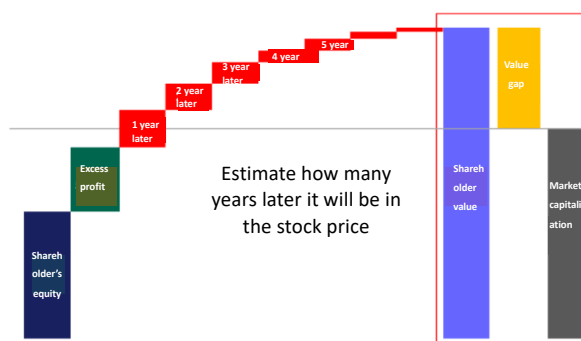 Shareh
older's
equity
Excess
profit
1 year
later
2 year
later
3 year
later
4 year
5 year
Estimate how many
years later it will be in
the stock price
Shareh
older
value
Value
gap
Market
capitali
ation